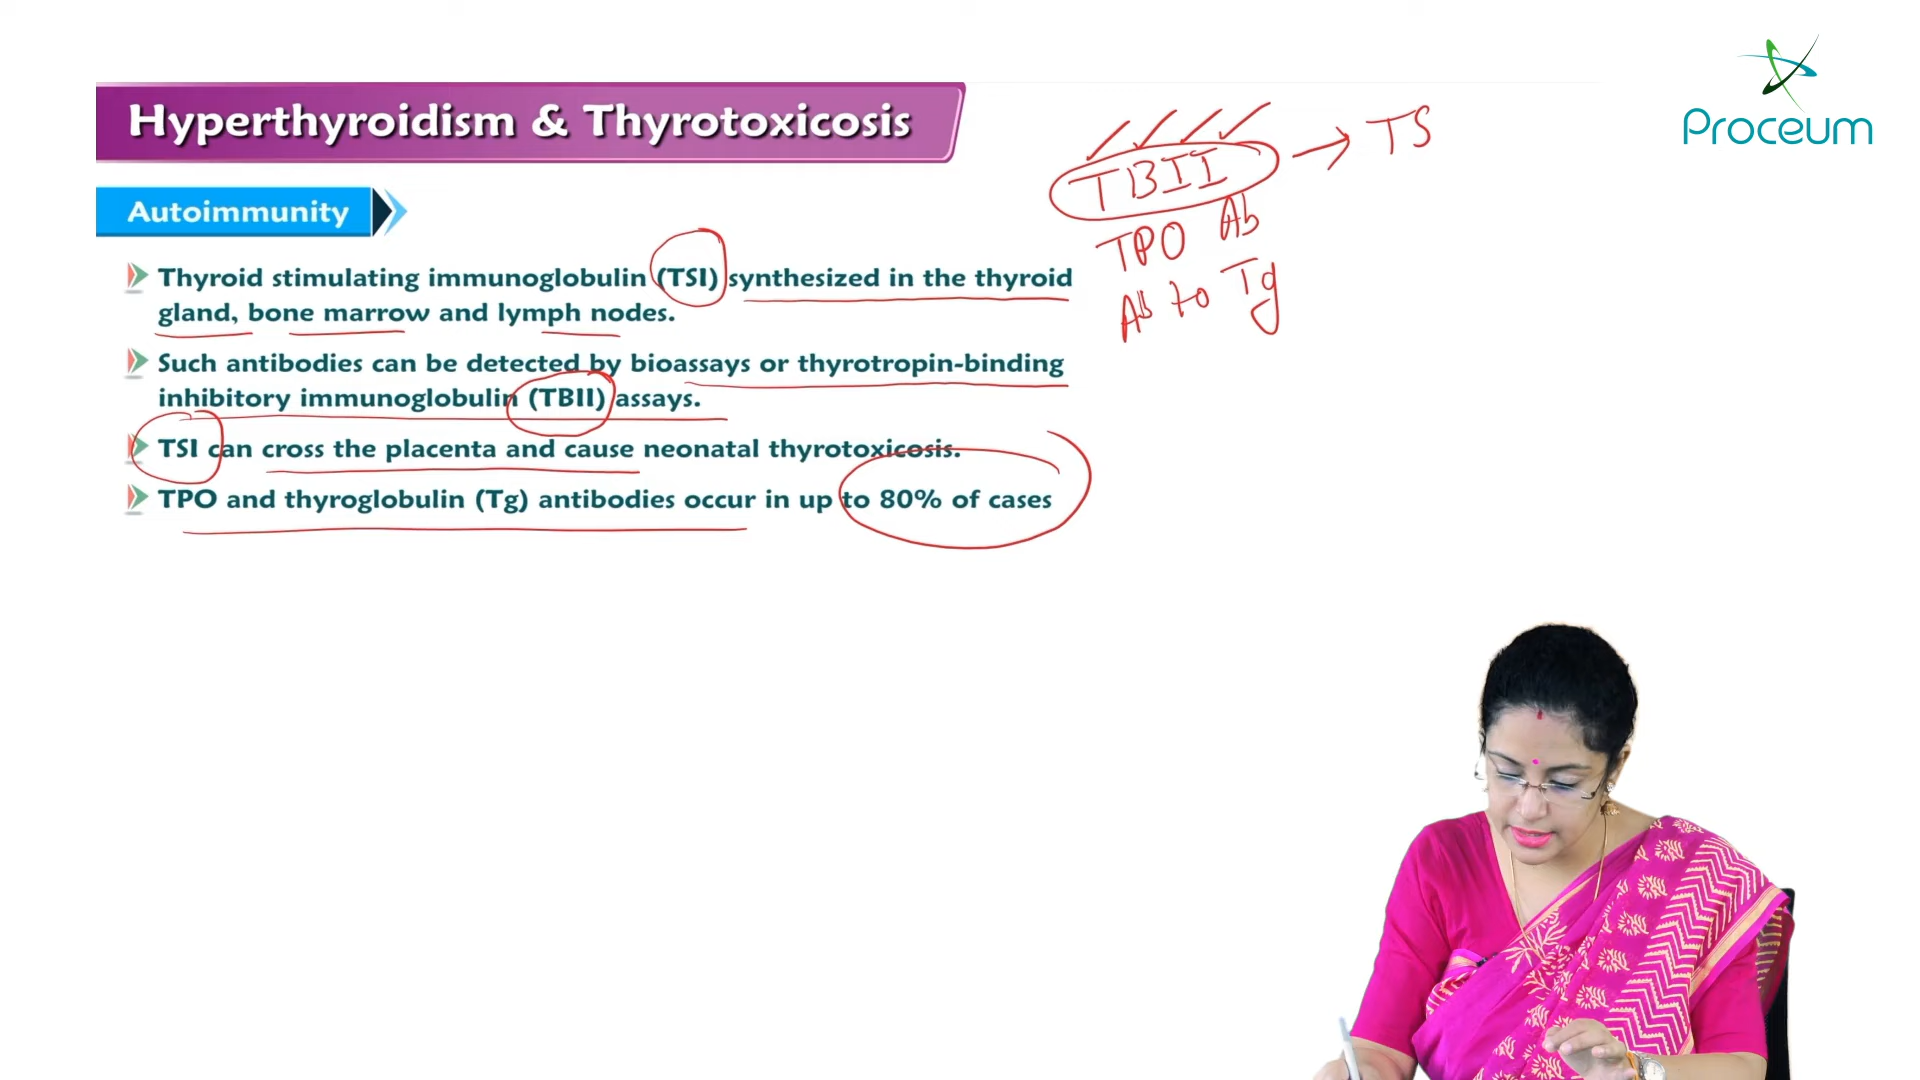 Proceum
Hyperthyroidism & Thyrotoxicosis
Autoimmunity
Thyroid stimulating immunoglobulin (TSI) synthesized in the thyroid
gland, bone marrow and lymph nodes.
Such antibodies can be detected by bioassays or thyrotropin-binding
inhibitory immunoglobulin (TBII) assays.
TSI can cross the placenta and cause neonatal thyrotoxicosis.
TPO and thyroglobulin (Tg) antibodies occur in up to 80% of cases
TBII → TS
TPO Ab
Ab to Tg